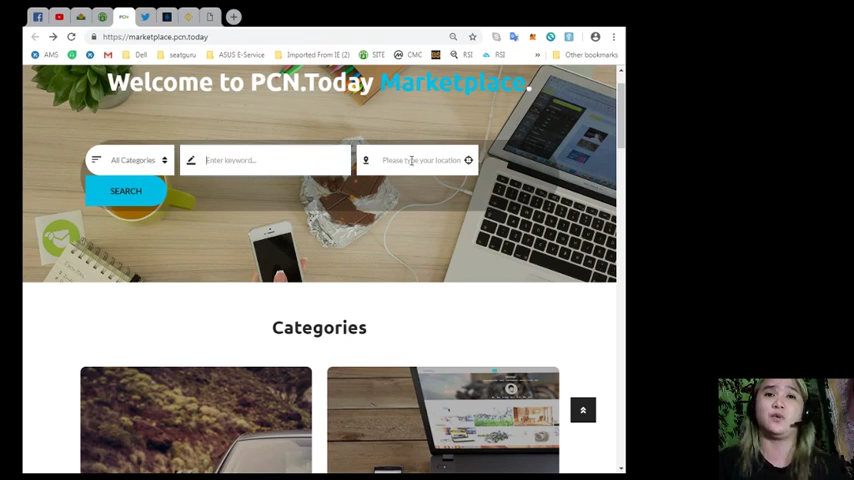 PCN
https://marketplace.pcn.today
AMS
Dell
seatguru
ASUS E-Service
Imported From IE (2)
SITE
CMC
RSI
RSI
»
Other bookmarks
Welcome to PCN.Today Marketplace.
All Categories
Enter keyword...
Please type your location
SEARCH
Categories